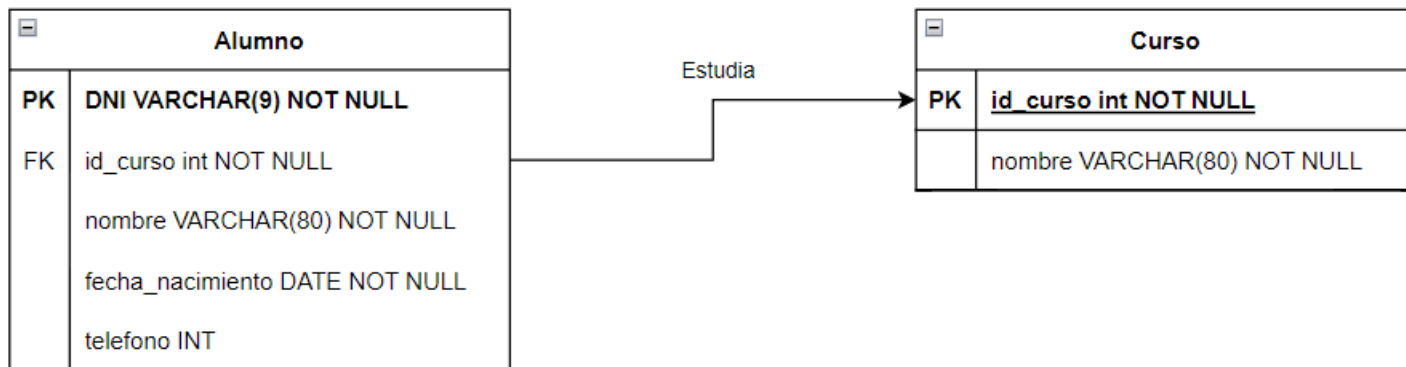 Alumno
PK DNI VARCHAR(9) NOT NULL
FK id_curso int NOT NULL
nombre VARCHAR(80) NOT NULL
fecha_nacimiento DATE NOT NULL
telefono INT
Estudia
Curso
PK id_curso int NOT NULL
nombre VARCHAR(80) NOT NULL